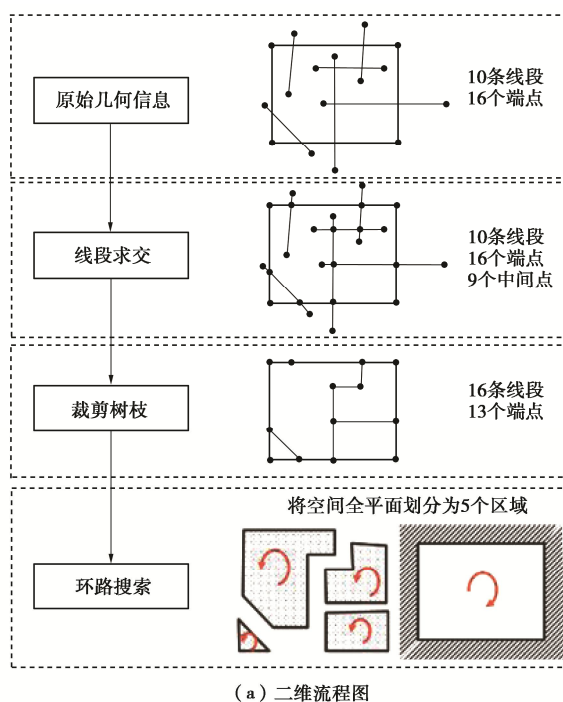 原始几何信息
10条线段
16个端点
线段求交
10条线段
16个端点
9个中间点
裁剪树枝
16条线段
13个端点
将空间全平面划分为5个区域
环路搜索
（a）二维流程图